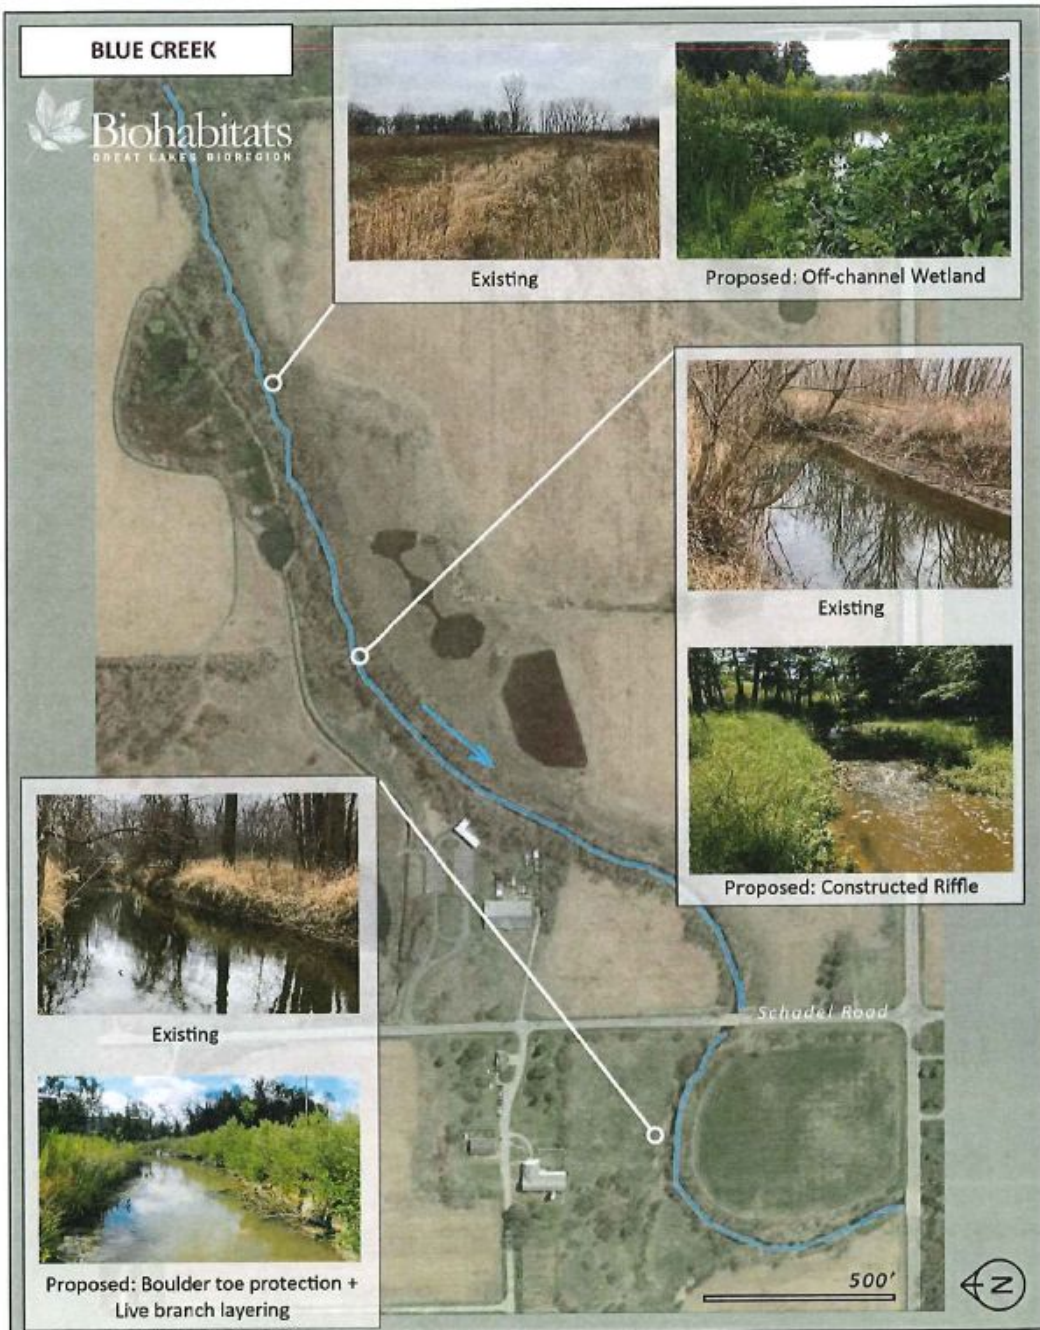 BLUE CREEK
Biohabitats
GREAT LAKES BIOREGION
Existing
Proposed: Off-channel Wetland
Existing
Proposed: Constructed Riffle
Schadel Road
Existing
Proposed: Boulder toe protection +
Live branch layering
500'
N